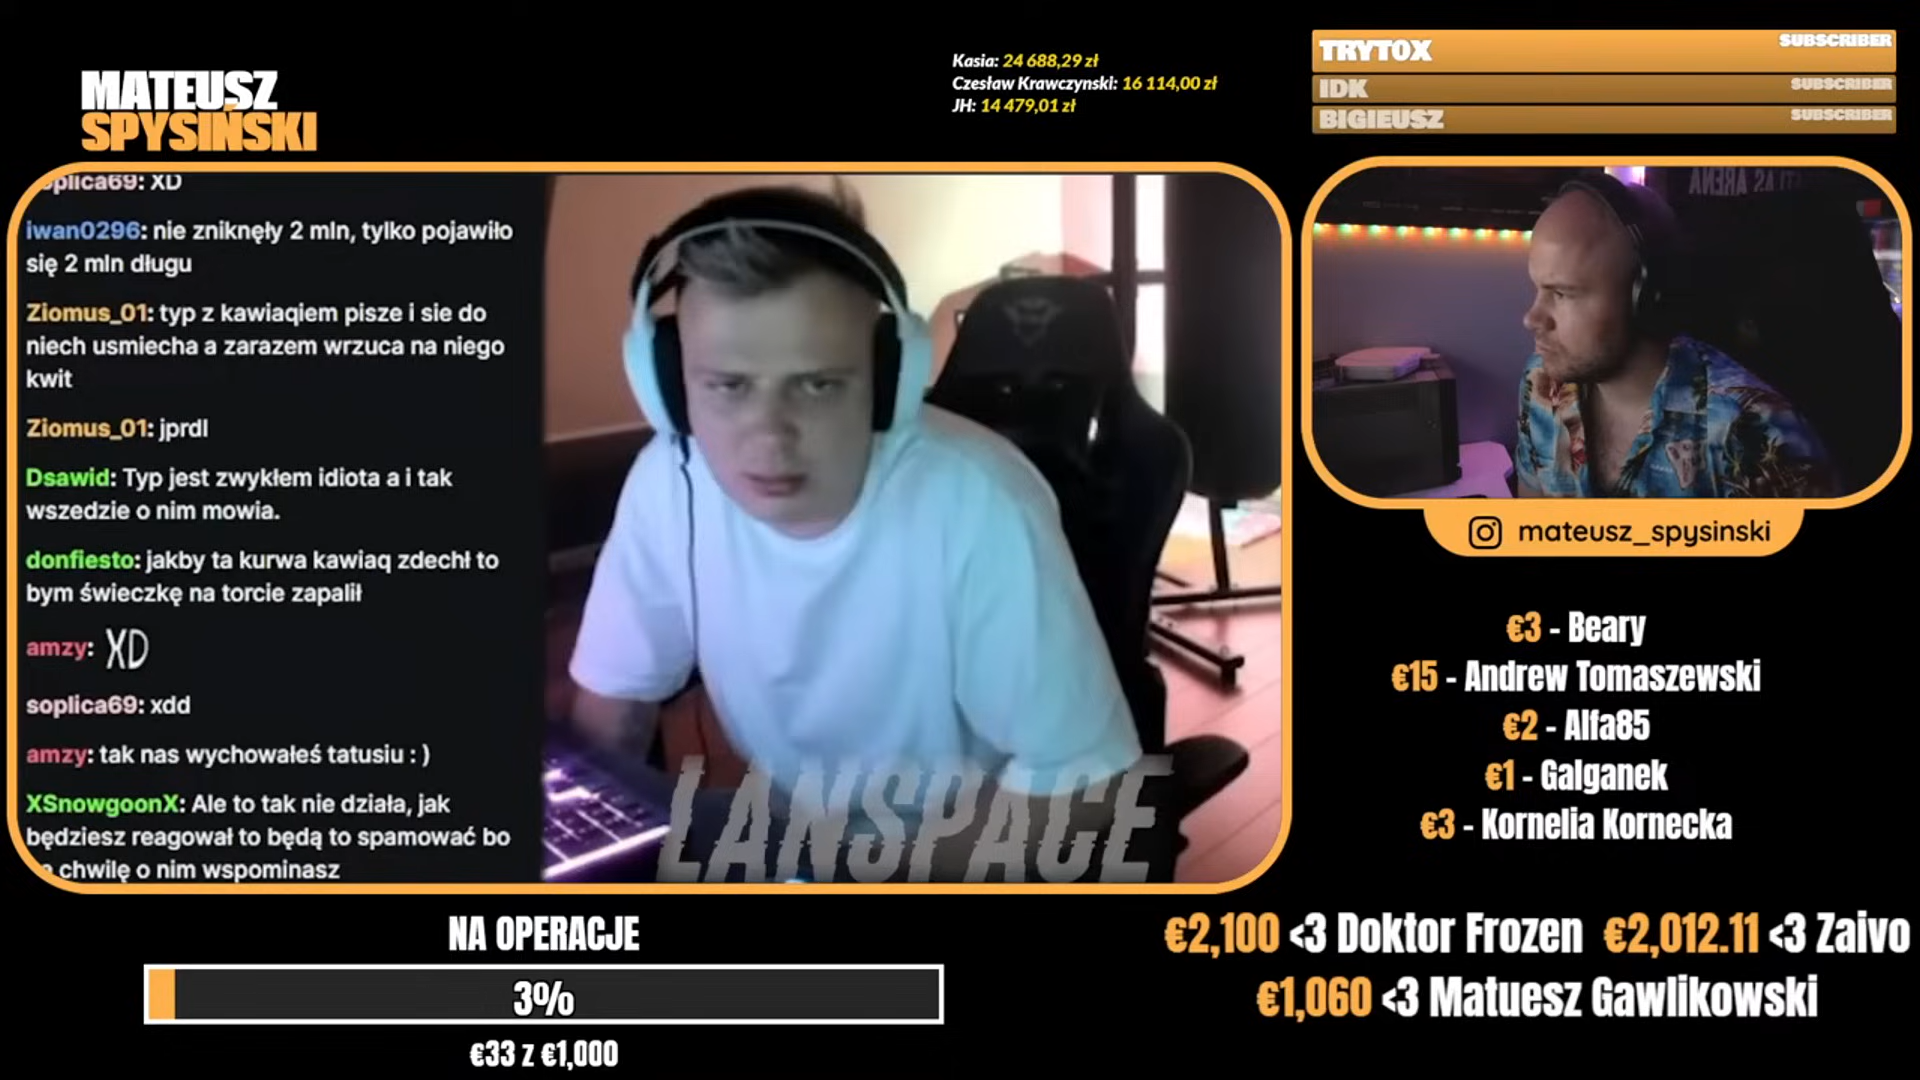 MATEUSZ
SPYSIŃSKI
Kasia: 24 688,29 zł
Czesław Krawczynski: 16 114,00 zł
JH: 14 479,01 zł
TRYTOX SUBSCRIBER
IDK SUBSCRIBER
BIGIEUSZ SUBSCRIBER
soplica69: XD
iwan0296: nie zniknęły 2 mln, tylko pojawiło
się 2 mln długu
Ziomus_01: typ z kawiaqiem pisze i sie do
niech usmiecha a zarazem wrzuca na niego
kwit
Ziomus_01: jprdl
Dsawid: Typ jest zwykłem idiota a i tak
wszedzie o nim mowia.
donfiesto: jakby ta kurwa kawiaq zdechł to
bym świeczkę na torcie zapalił
amzy: XD
soplica69: xdd
amzy: tak nas wychowałeś tatusiu : )
XSnowgoonX: Ale to tak nie działa, jak
będziesz reagował to będą to spamować bo
chwilę o nim wspominasz
LANSPACE
ATLAS ARENA
mateusz_spysinski
€3 - Beary
€15 - Andrew Tomaszewski
€2 - Alfa85
€1 - Galganek
€3 - Kornelia Kornecka
NA OPERACJE
3%
€33 z €1,000
€2,100 <3 Doktor Frozen €2,012.11 <3 Zaivo
€1,060 <3 Matuesz Gawlikowski